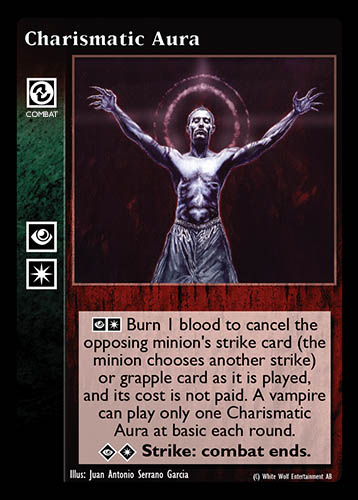 Charismatic Aura
COMBAT
Burn 1 blood to cancel the
opposing minion's strike card (the
minion chooses another strike)
or grapple card as it is played,
and its cost is not paid. A vampire
can play only one Charismatic
Aura at basic each round.
Strike: combat ends.
Illus: Juan Antonio Serrano Garcia
(C) White Wolf Entertainment AB